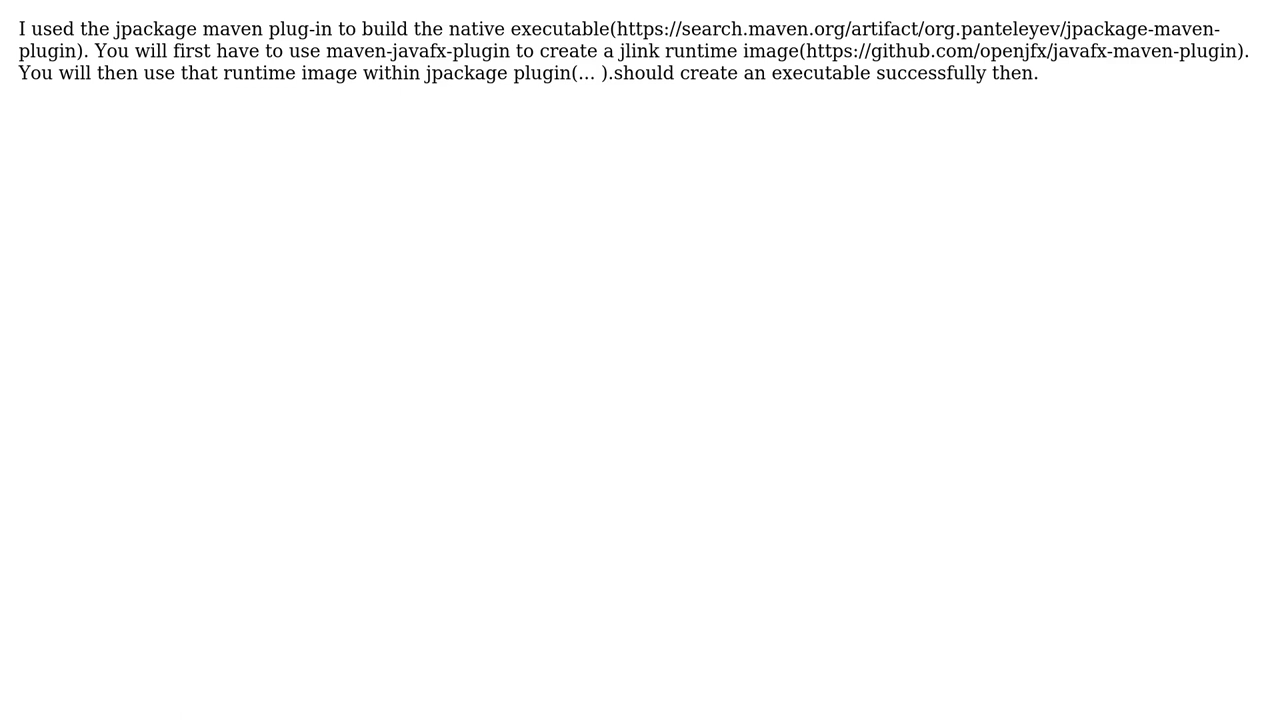 I used the jpackage maven plug-in to build the native executable(https://search.maven.org/artifact/org.panteleyev/jpackage-maven-
plugin). You will first have to use maven-javafx-plugin to create a jlink runtime image(https://github.com/openjfx/javafx-maven-plugin).
You will then use that runtime image within jpackage plugin(... ).should create an executable successfully then.